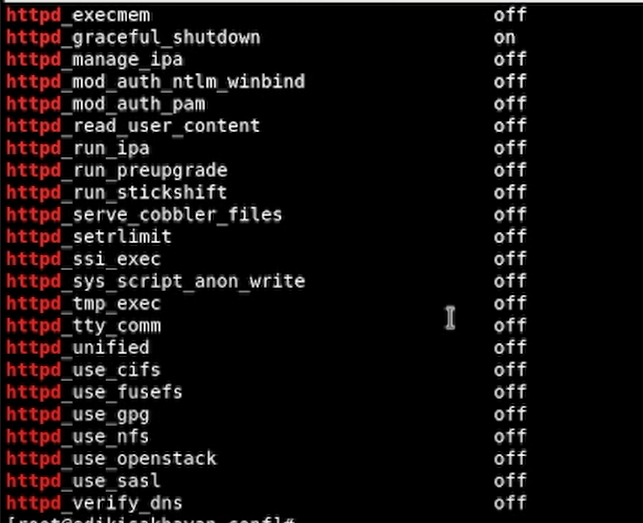 httpd_execmem off
httpd_graceful_shutdown on
httpd_manage_ipa off
httpd_mod_auth_ntlm_winbind off
httpd_mod_auth_pam off
httpd_read_user_content off
httpd_run_ipa off
httpd_run_preupgrade off
httpd_run_stickshift off
httpd_serve_cobbler_files off
httpd_setrlimit off
httpd_ssi_exec off
httpd_sys_script_anon_write off
httpd_tmp_exec off
httpd_tty_comm off
httpd_unified off
httpd_use_cifs off
httpd_use_fusefs off
httpd_use_gpg off
httpd_use_nfs off
httpd_use_openstack off
httpd_use_sasl off
httpd_verify_dns off